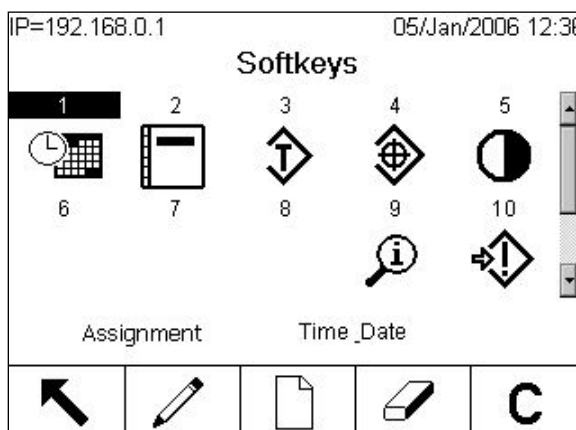 IP=192.168.0.1 05/Jan/2006 12:36
Softkeys
1 2 3 4 5
T
6 7 8 9 10
i !
Assignment Time_Date
C